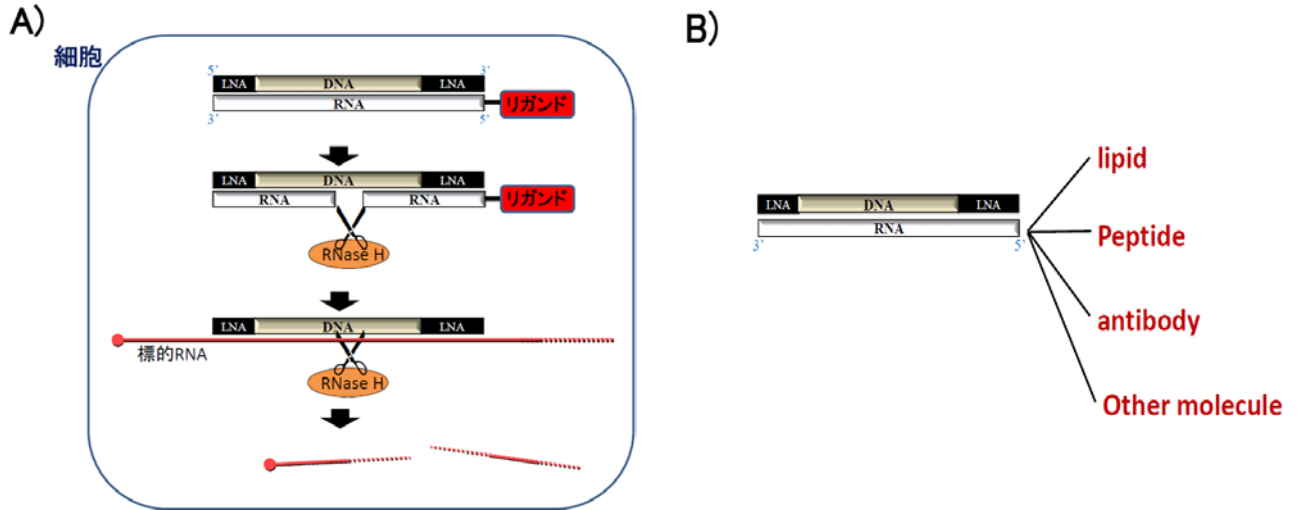 A)
細胞
5' 3'
LNA DNA LNA
RNA リガンド
3' 5'
LNA DNA LNA
RNA RNA リガンド
RNase H
LNA DNA LNA
標的RNA
RNase H
B)
LNA DNA LNA
RNA
3' 5'
lipid
Peptide
antibody
Other molecule